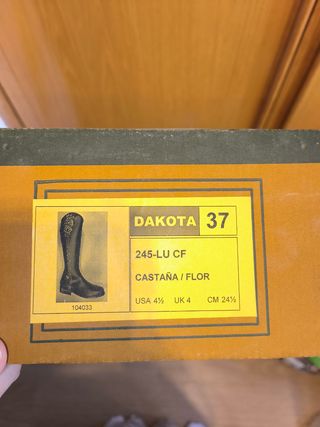 DAKOTA 37
245-LU CF
CASTAÑA / FLOR
USA 4½ UK 4 CM 24½
104033